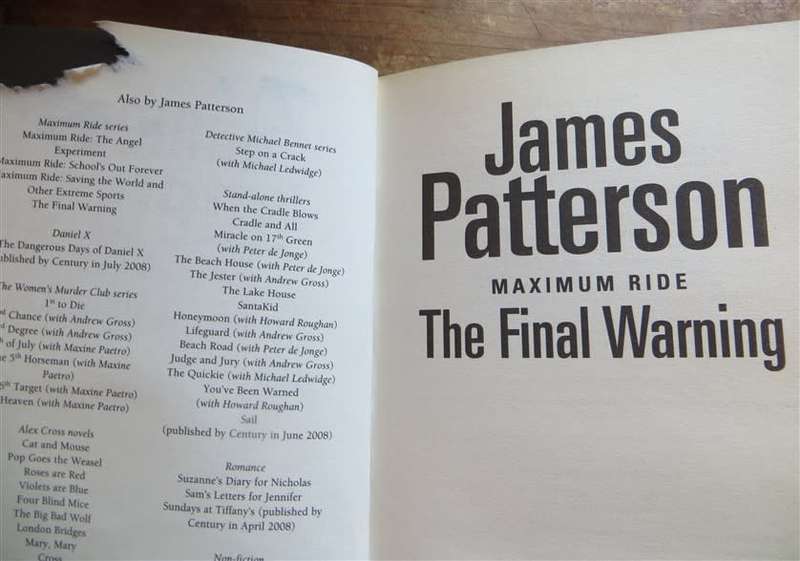 Also by James Patterson
Maximum Ride series
Maximum Ride: The Angel
Experiment
Maximum Ride: School's Out Forever
aximum Ride: Saving the World and
Other Extreme Sports
The Final Warning
Daniel X
The Dangerous Days of Daniel X
ublished by Century in July 2008)
The Women's Murder Club series
1st to Die
nd Chance (with Andrew Gross)
rd Degree (with Andrew Gross)
of July (with Maxine Paetro)
e 5th Horseman (with Maxine
Paetro)
6th Target (with Maxine Paetro)
Heaven (with Maxine Paetro)
Alex Cross novels
Cat and Mouse
Pop Goes the Weasel
Roses are Red
Violets are Blue
Four Blind Mice
The Big Bad Wolf
London Bridges
Mary, Mary
Cross
Detective Michael Bennet series
Step on a Crack
(with Michael Ledwidge)
Stand-alone thrillers
When the Cradle Blows
Cradle and All
Miracle on 17th Green
(with Peter de Jonge)
The Beach House (with Peter de Jonge)
The Jester (with Andrew Gross)
The Lake House
SantaKid
Honeymoon (with Howard Roughan)
Lifeguard (with Andrew Gross)
Beach Road (with Peter de Jonge)
Judge and Jury (with Andrew Gross)
The Quickie (with Michael Ledwidge)
You've Been Warned
(with Howard Roughan)
Sail
(published by Century in June 2008)
Romance
Suzanne's Diary for Nicholas
Sam's Letters for Jennifer
Sundays at Tiffany's (published by
Century in April 2008)
Non-fiction
James
Patterson
MAXIMUM RIDE
The Final Warning